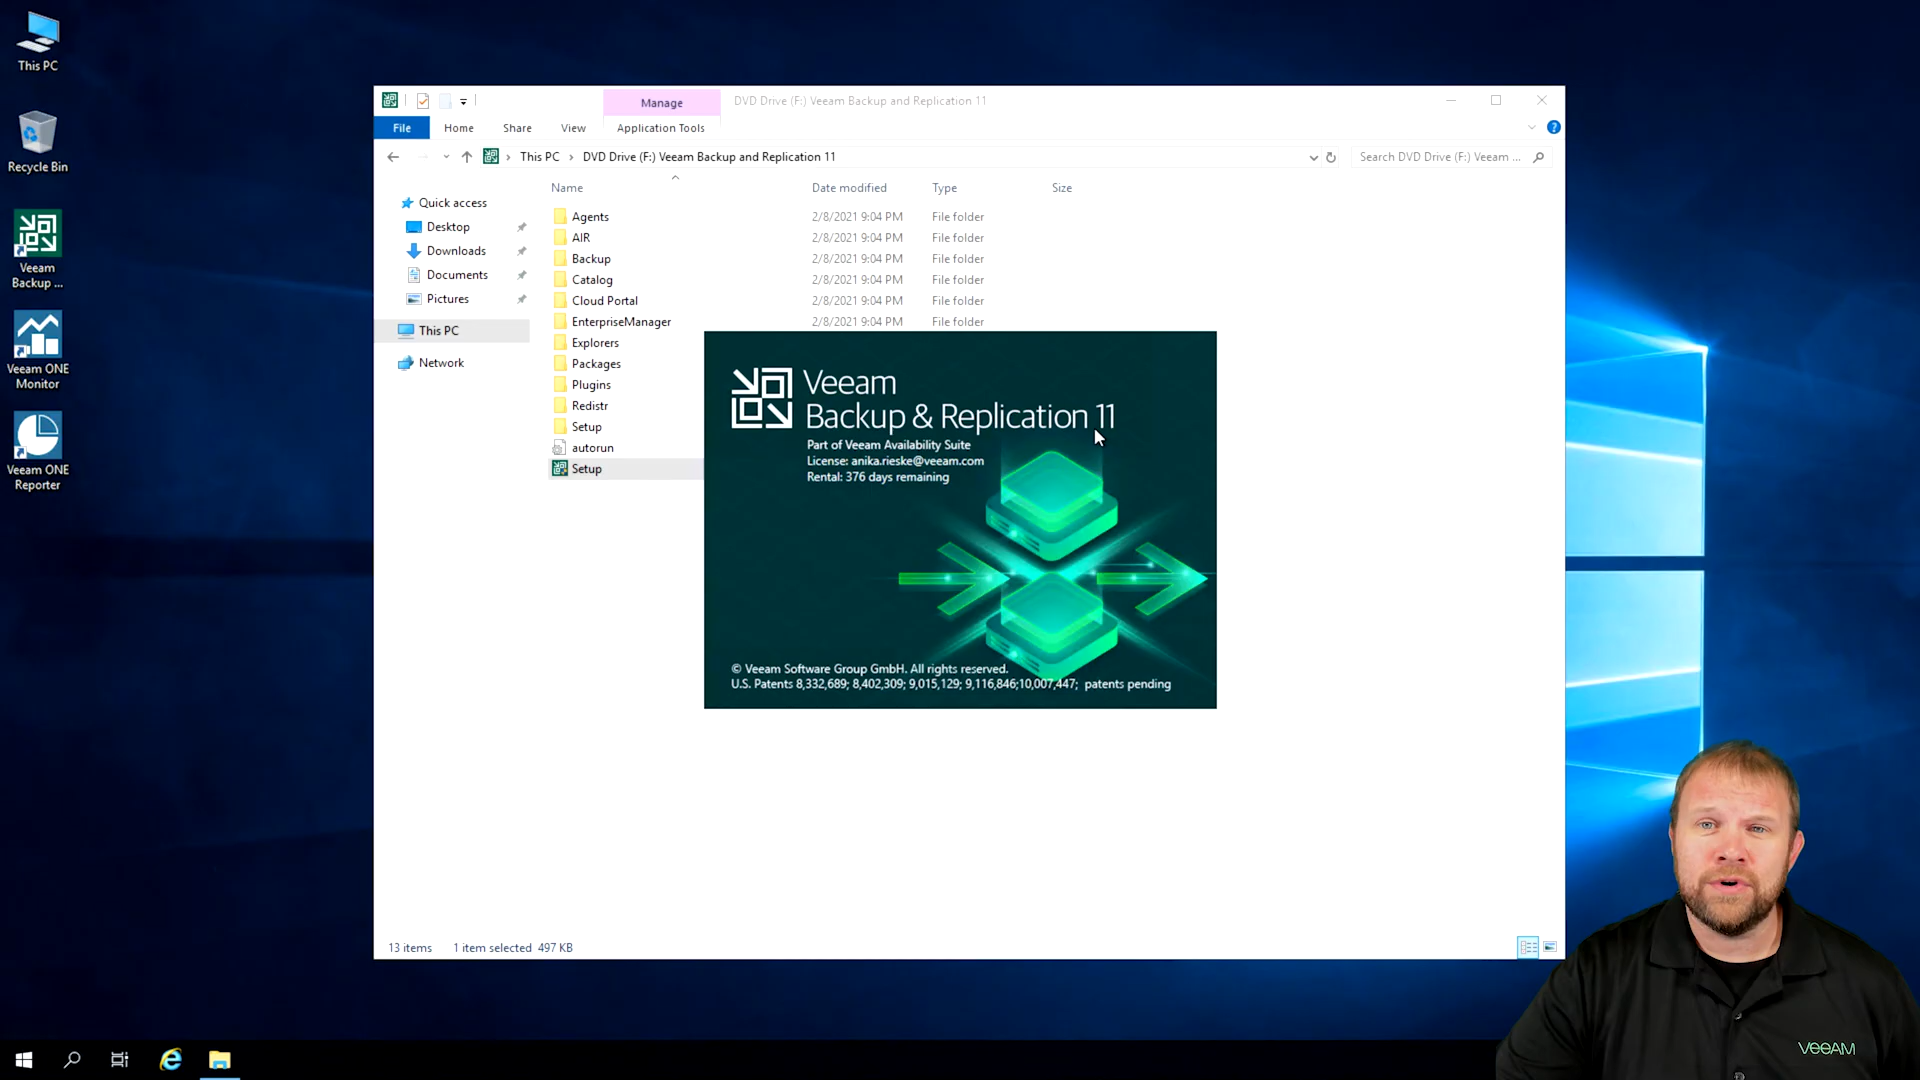 This PC
Recycle Bin
Veeam
Backup ...
Veeam ONE
Monitor
Veeam ONE
Reporter
Manage
DVD Drive (F:) Veeam Backup and Replication 11
File
Home
Share
View
Application Tools
This PC
DVD Drive (F:) Veeam Backup and Replication 11
Search DVD Drive (F:) Veeam ...
Quick access
Desktop
Downloads
Documents
Pictures
This PC
Network
Name Date modified Type Size
Agents 2/8/2021 9:04 PM File folder
AIR 2/8/2021 9:04 PM File folder
Backup 2/8/2021 9:04 PM File folder
Catalog 2/8/2021 9:04 PM File folder
Cloud Portal 2/8/2021 9:04 PM File folder
EnterpriseManager 2/8/2021 9:04 PM File folder
Explorers
Packages
Plugins
Redistr
Setup
autorun
Setup
Veeam
Backup & Replication 11
Part of Veeam Availability Suite
License: anika.rieske@veeam.com
Rental: 376 days remaining
© Veeam Software Group GmbH. All rights reserved.
U.S. Patents 8,332,689; 8,402,309; 9,015,129; 9,116,846;10,007,447; patents pending
13 items 1 item selected 497 KB
VEEAM